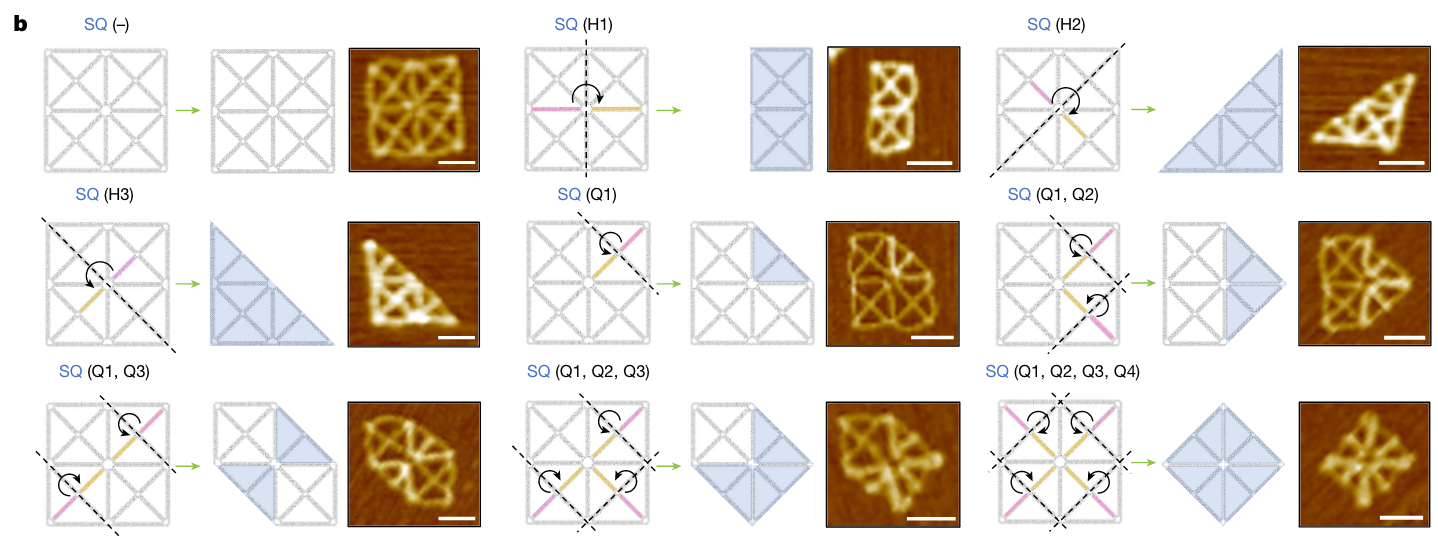 b
SQ (–)
SQ (H1)
SQ (H2)
SQ (H3)
SQ (Q1)
SQ (Q1, Q2)
SQ (Q1, Q3)
SQ (Q1, Q2, Q3)
SQ (Q1, Q2, Q3, Q4)